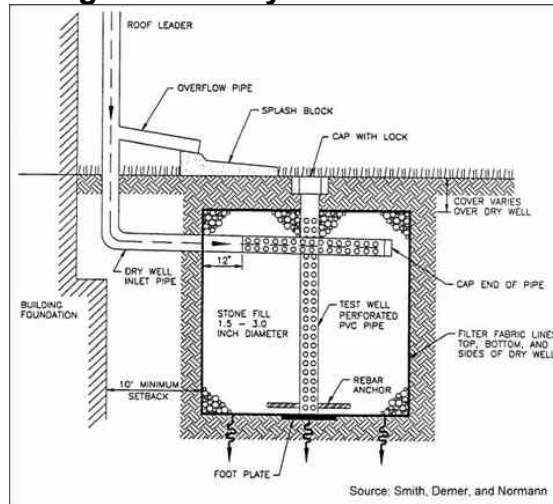 ROOF LEADER
OVERFLOW PIPE
SPLASH BLOCK
CAP WITH LOCK
COVER VARIES
OVER DRY WELL
12"
DRY WELL
INLET PIPE
CAP END OF PIPE
BUILDING
FOUNDATION
STONE FILL
1.5 - 3.0
INCH DIAMETER
TEST WELL
PERFORATED
PVC PIPE
FILTER FABRIC LINES
TOP, BOTTOM, AND
SIDES OF DRY WELL
10' MINIMUM
SETBACK
REBAR
ANCHOR
FOOT PLATE
Source: Smith, Demer, and Normann